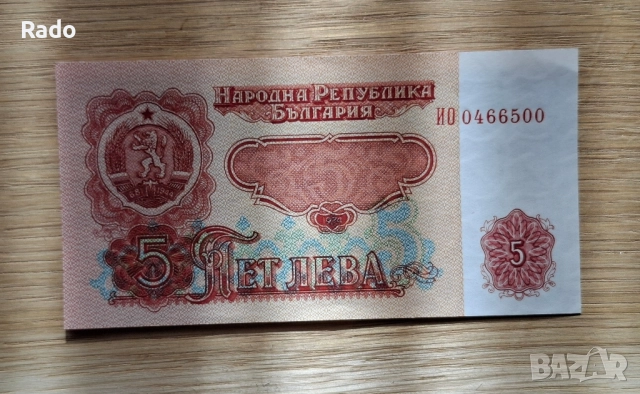 Rado
НАРОДНА РЕПУБЛИКА
БЪЛГАРИЯ
ИО 0466500
5 ПЕТ ЛЕВА
5
BAZAR